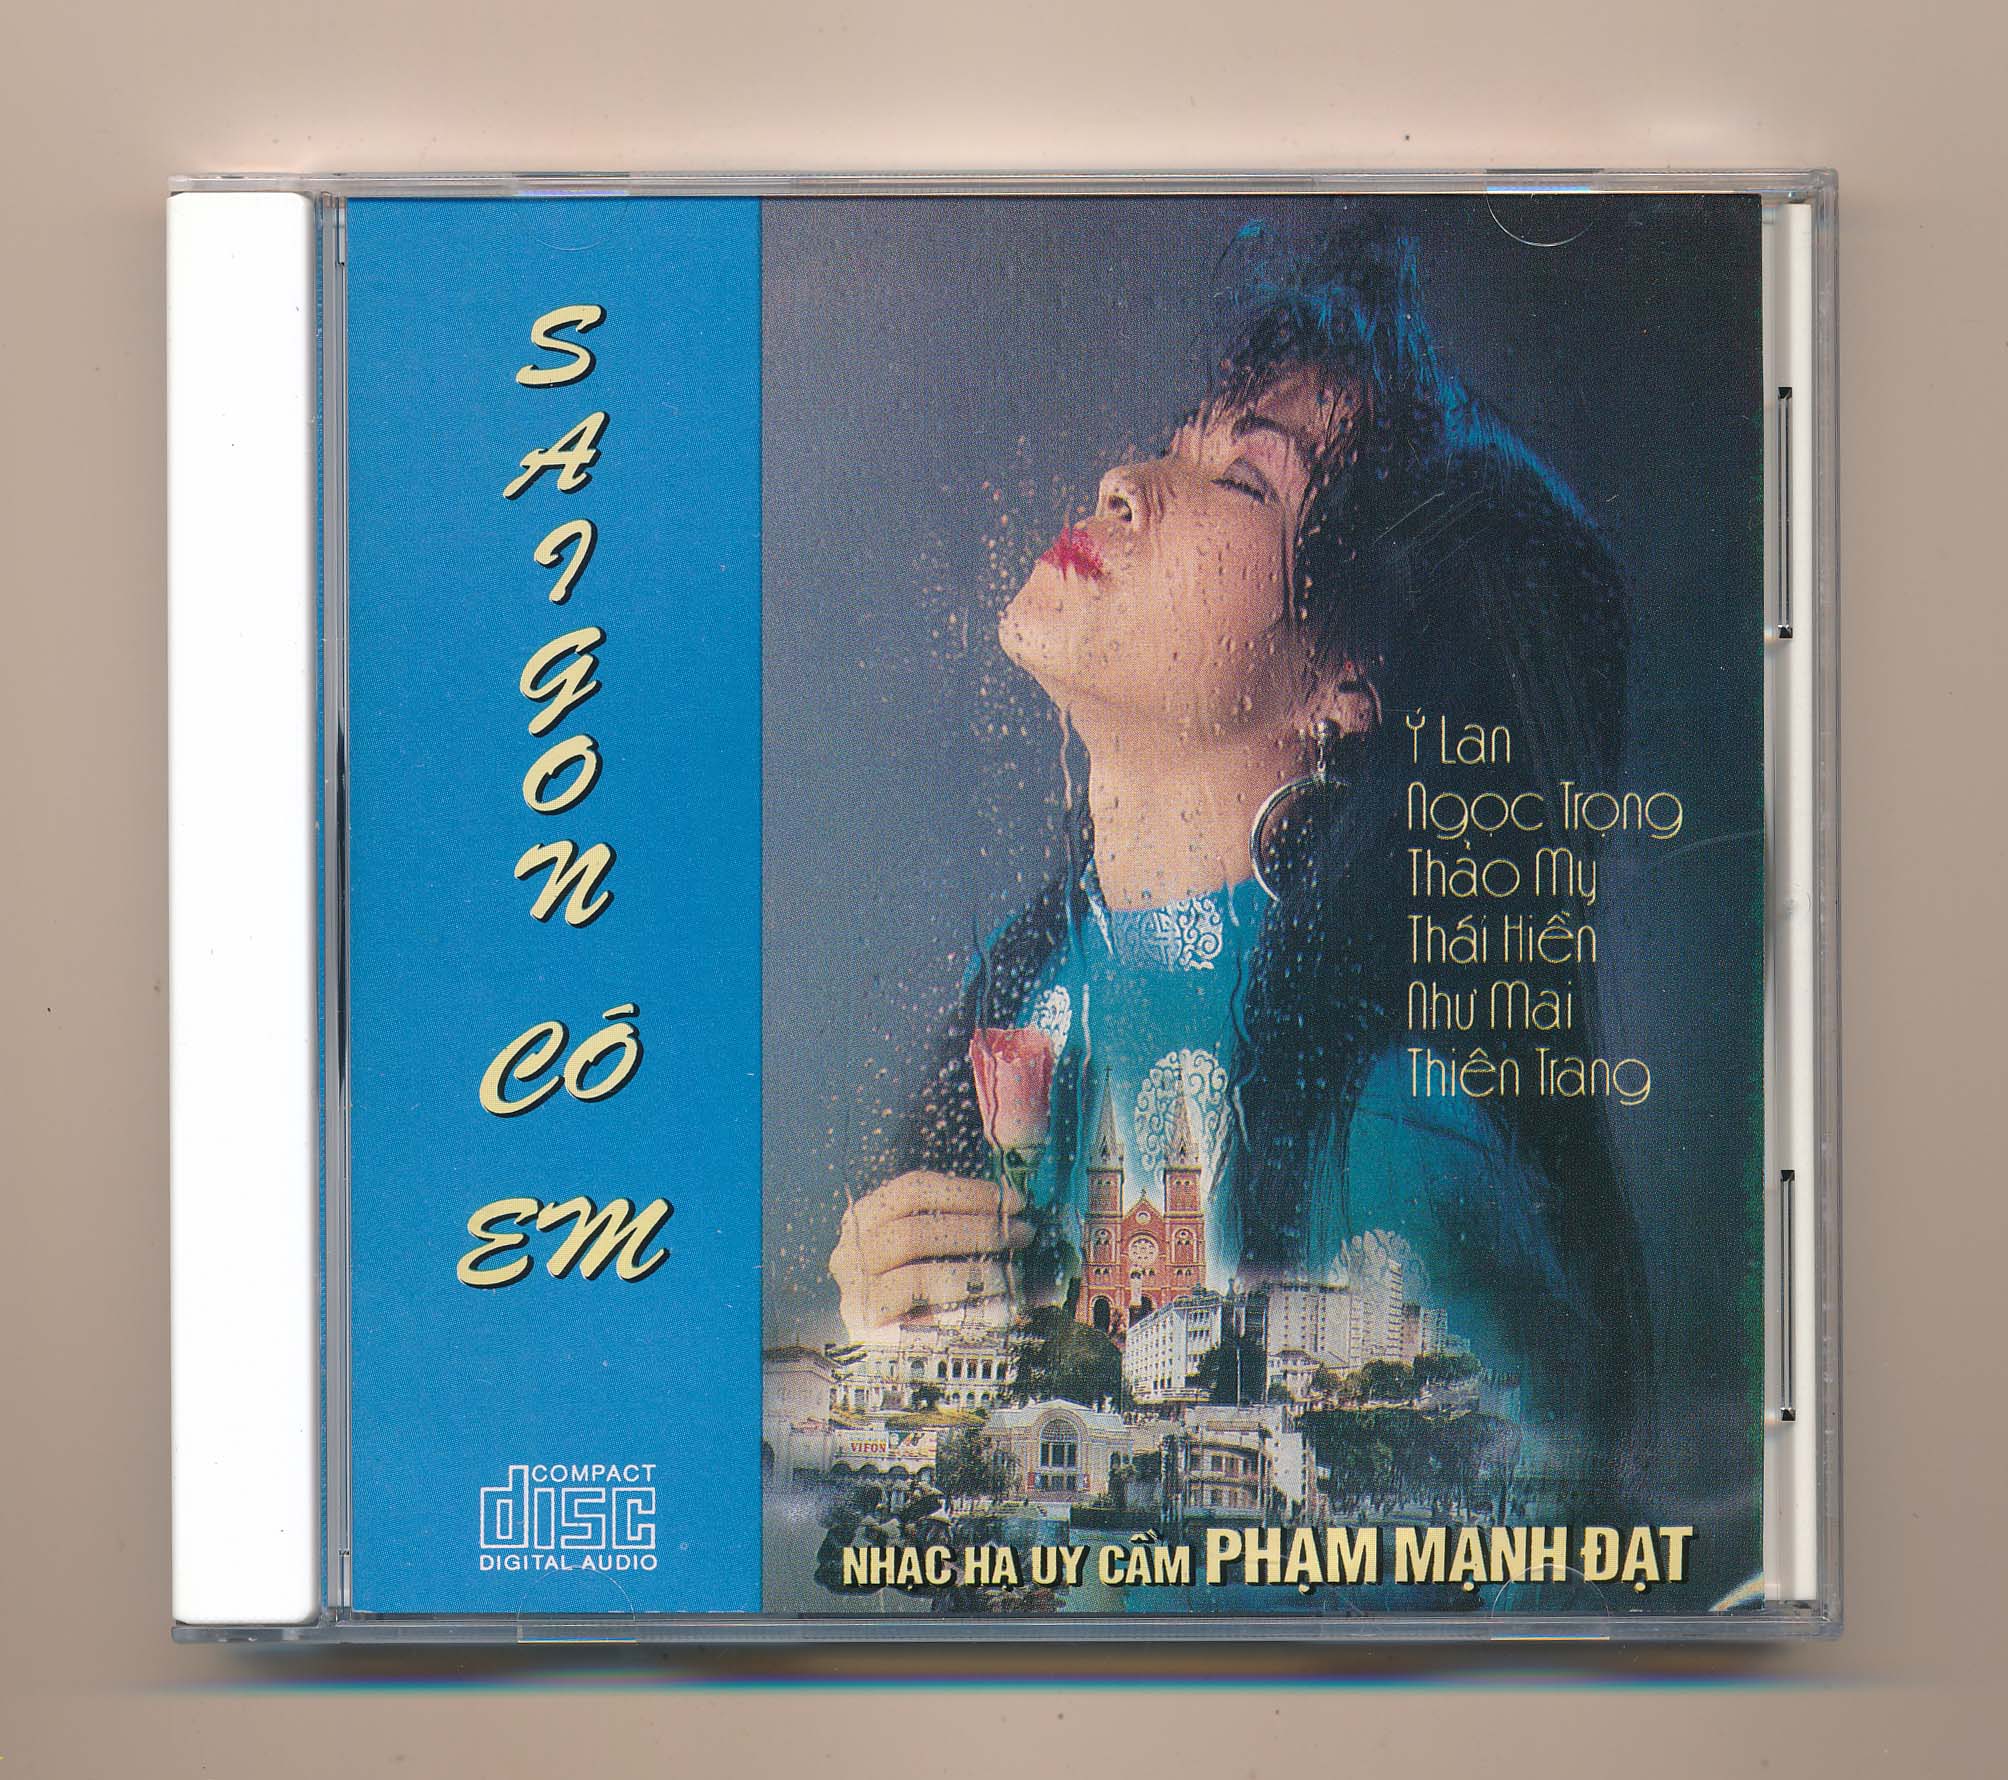 SAIGON
CÓ
EM
COMPACT
disc
DIGITAL AUDIO
Ý Lan
Ngọc Trọng
Thảo My
Thái Hiền
Như Mai
Thiên Trang
VIFON
NHẠC HẠ UY CẦM PHẠM MẠNH ĐẠT